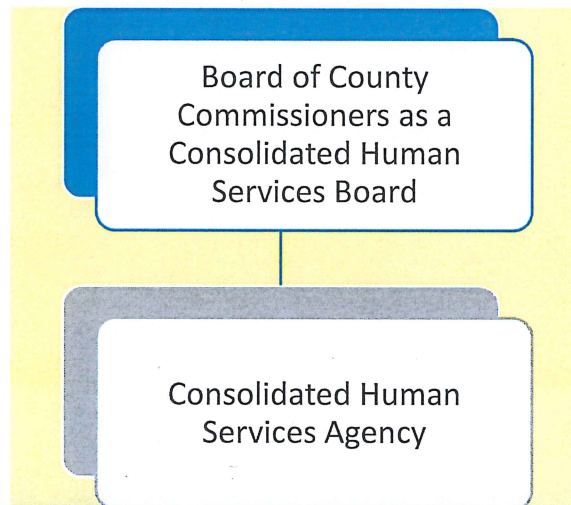 Board of County
Commissioners as a
Consolidated Human
Services Board
Consolidated Human
Services Agency